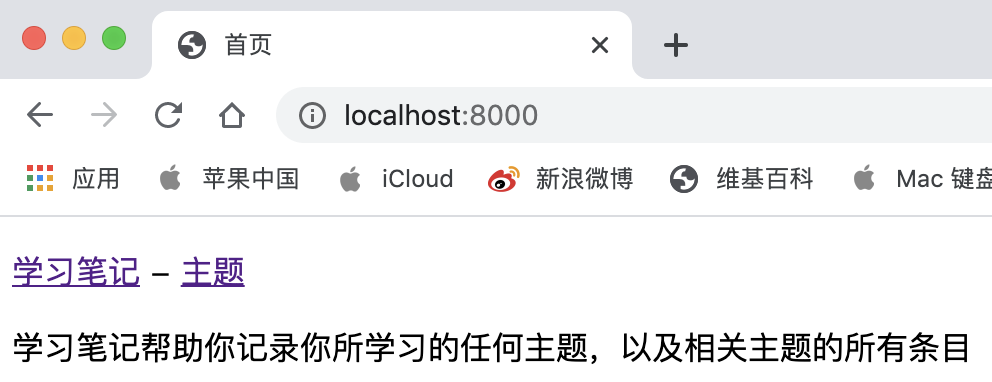 首页
localhost:8000
应用 苹果中国 iCloud 新浪微博 维基百科 Mac 键盘
学习笔记 – 主题
学习笔记帮助你记录你所学习的任何主题，以及相关主题的所有条目